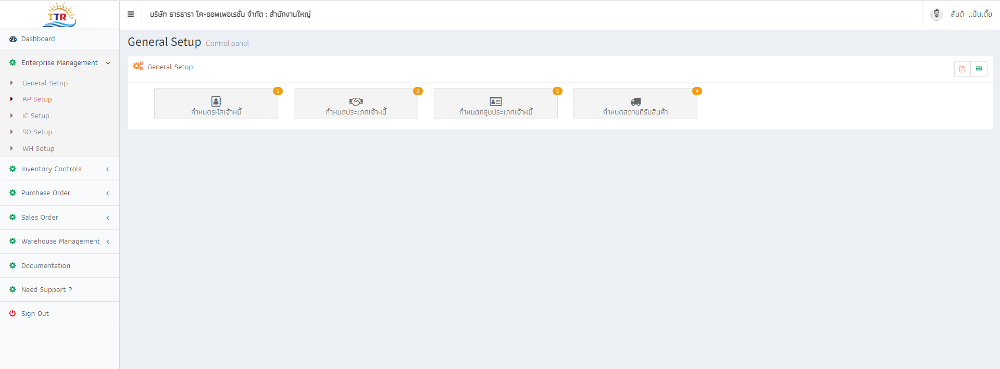 TTR
บริษัท ธารธารา โค-ออพเพอเรชั่น จำกัด : สำนักงานใหญ่
สันติ แป้นเตี้ย
Dashboard
Enterprise Management
General Setup
AP Setup
IC Setup
SO Setup
WH Setup
Inventory Controls
Purchase Order
Sales Order
Warehouse Management
Documentation
Need Support ?
Sign Out
General Setup Control panel
General Setup
1
กำหนดรหัสเจ้าหนี้
2
กำหนดประเภทเจ้าหนี้
3
กำหนดกลุ่มประเภทเจ้าหนี้
4
กำหนดสถานที่รับสินค้า